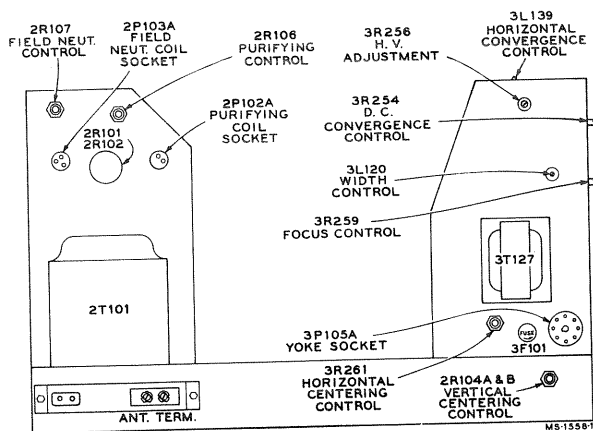 2R107
FIELD NEUT.
CONTROL
2P103A
FIELD
NEUT. COIL
SOCKET
2R106
PURIFYING
CONTROL
2P102A
PURIFYING
COIL
SOCKET
2R101
2R102
2T101
ANT. TERM.
3R256
H. V.
ADJUSTMENT
3L139
HORIZONTAL
CONVERGENCE
CONTROL
3R254
D. C.
CONVERGENCE
CONTROL
3L120
WIDTH
CONTROL
3R259
FOCUS CONTROL
3T127
3P105A
YOKE SOCKET
FUSE
3F101
3R261
HORIZONTAL
CENTERING
CONTROL
2R104A & B
VERTICAL
CENTERING
CONTROL
MS-1558-1